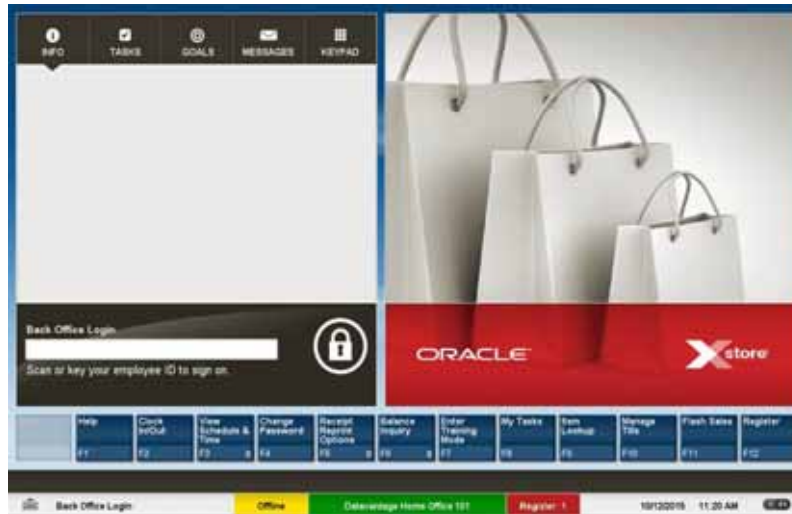 INFO
TASKS
GOALS
MESSAGES
KEYPAD
Back Office Login
Scan or key your employee ID to sign on.
ORACLE
Xstore
Help
F1
Clock
In/Out
F2
View
Schedule &
Time
F3
Change
Password
F4
Receipt
Reprint
Options
F5
Balance
Inquiry
F6
Enter
Training
Mode
F7
My Tasks
F8
Item
Lookup
F9
Manage
Tills
F10
Flash Sales
F11
Register
F12
Back Office Login
Offline
Datavantage Home Office 101
Register: 1
10/12/2015
11:20 AM